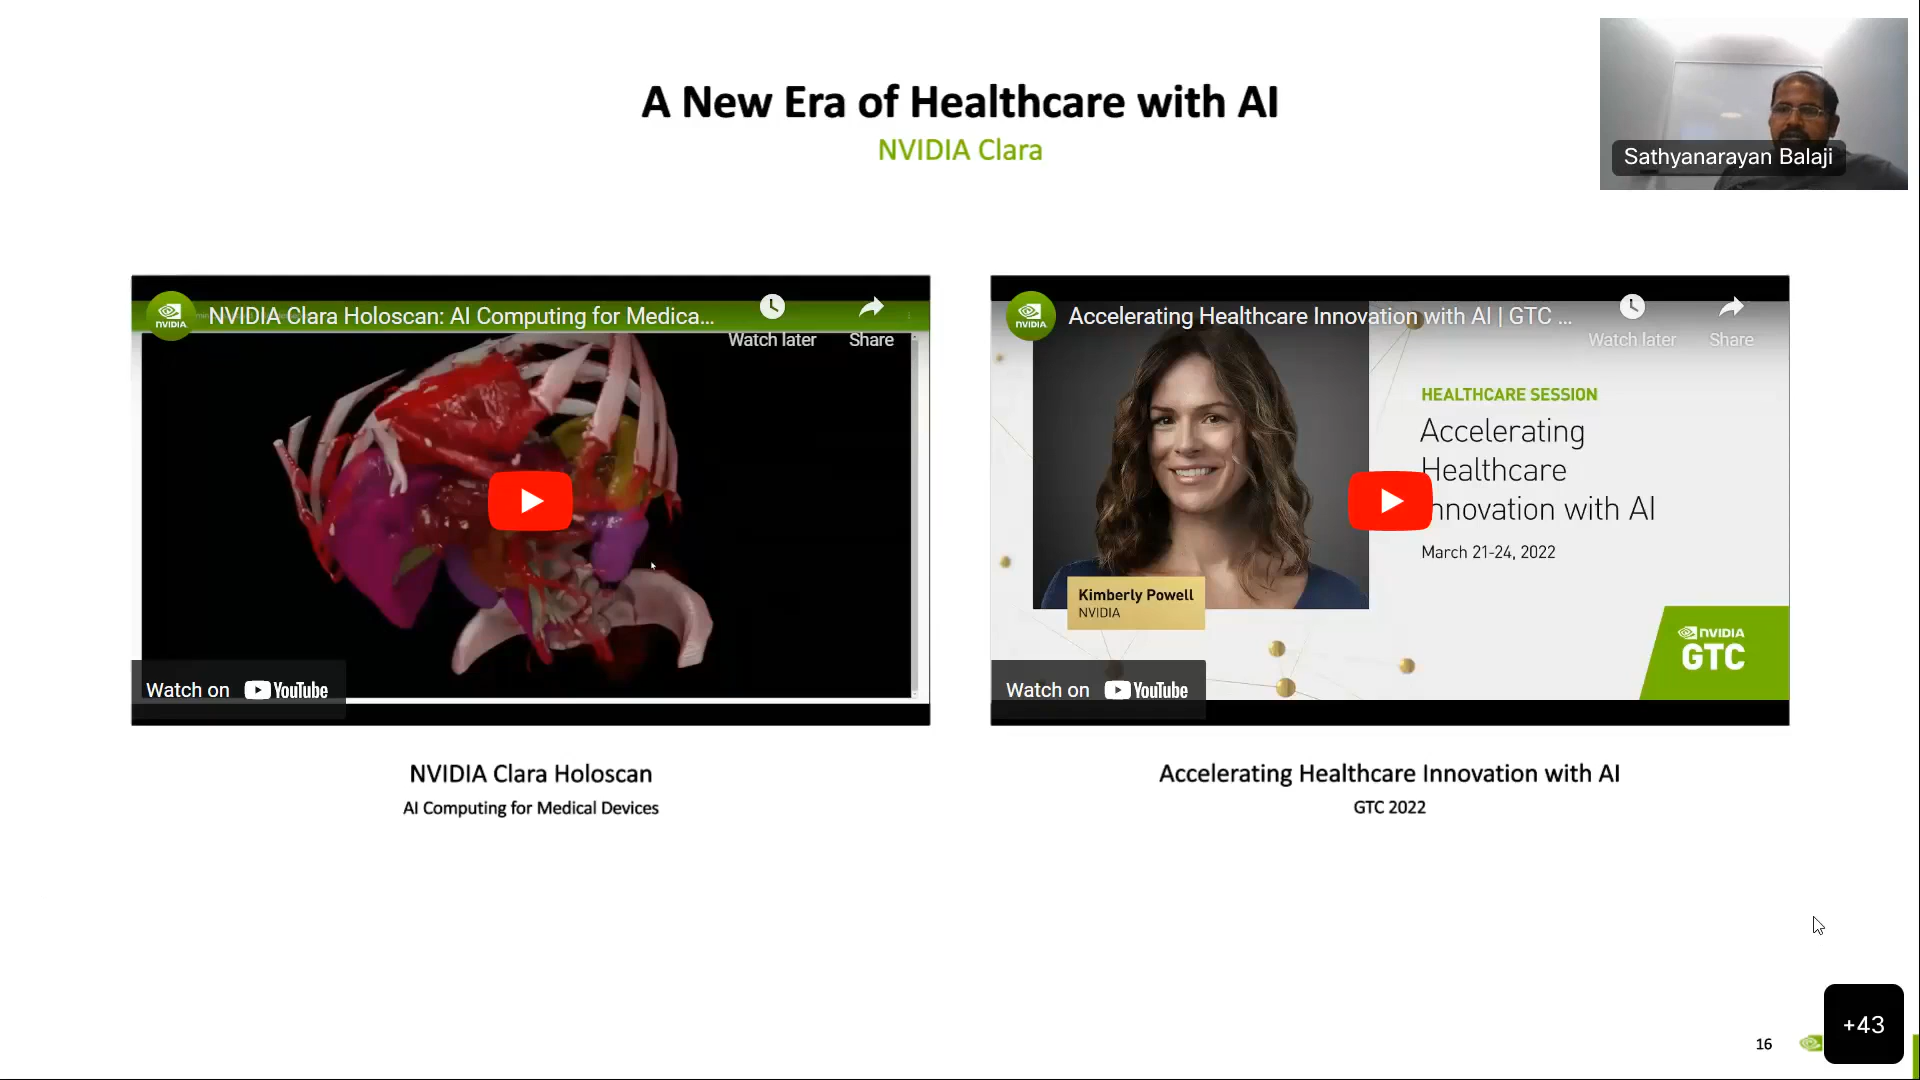 A New Era of Healthcare with AI
NVIDIA Clara
Sathyanarayan Balaji
NVIDIA
NVIDIA Clara Holoscan: AI Computing for Medica...
Watch later
Share
Watch on YouTube
NVIDIA Clara Holoscan
AI Computing for Medical Devices
NVIDIA
Accelerating Healthcare Innovation with AI | GTC ...
Watch later
Share
HEALTHCARE SESSION
Accelerating
Healthcare
Innovation with AI
March 21-24, 2022
Kimberly Powell
NVIDIA
NVIDIA
GTC
Watch on YouTube
Accelerating Healthcare Innovation with AI
GTC 2022
16
+43